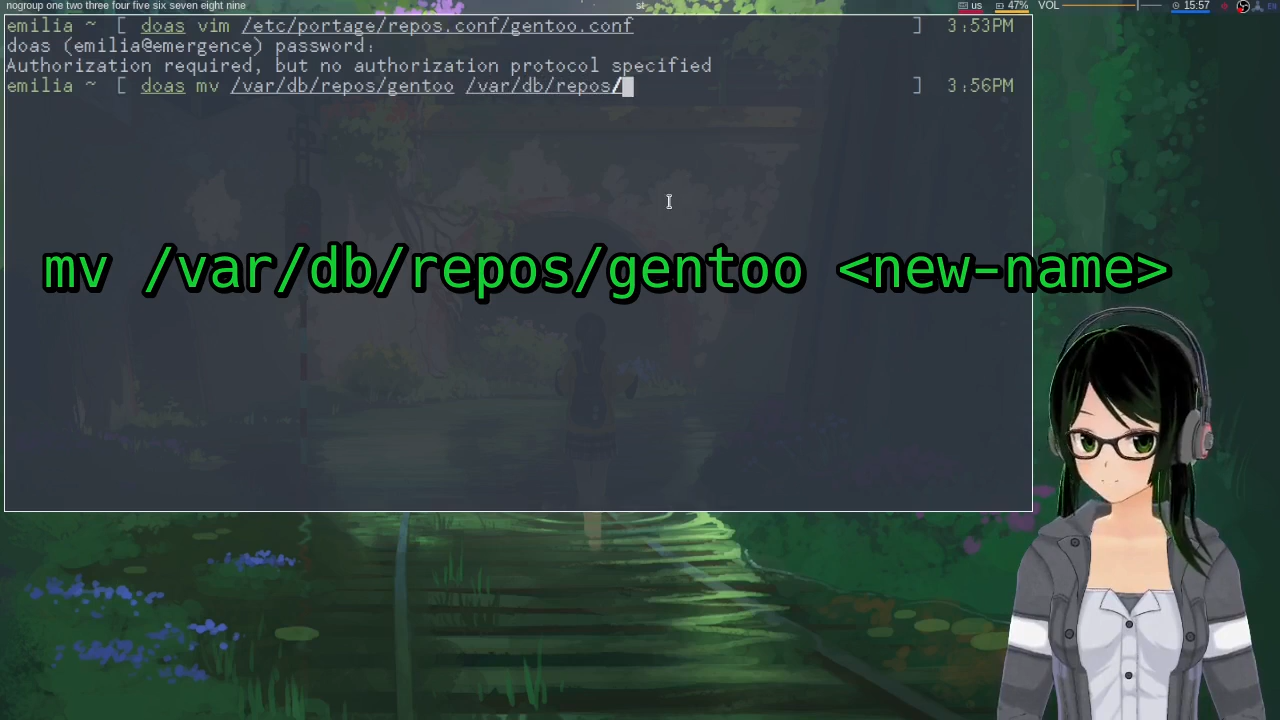 nogroup one two three four five six seven eight nine
us 47% VOL 15:57
emilia ~ [ doas vim /etc/portage/repos.conf/gentoo.conf ] 3:53PM
doas (emilia@emergence) password:
Authorization required, but no authorization protocol specified
emilia ~ [ doas mv /var/db/repos/gentoo /var/db/repos/ ] 3:56PM
mv /var/db/repos/gentoo <new-name>